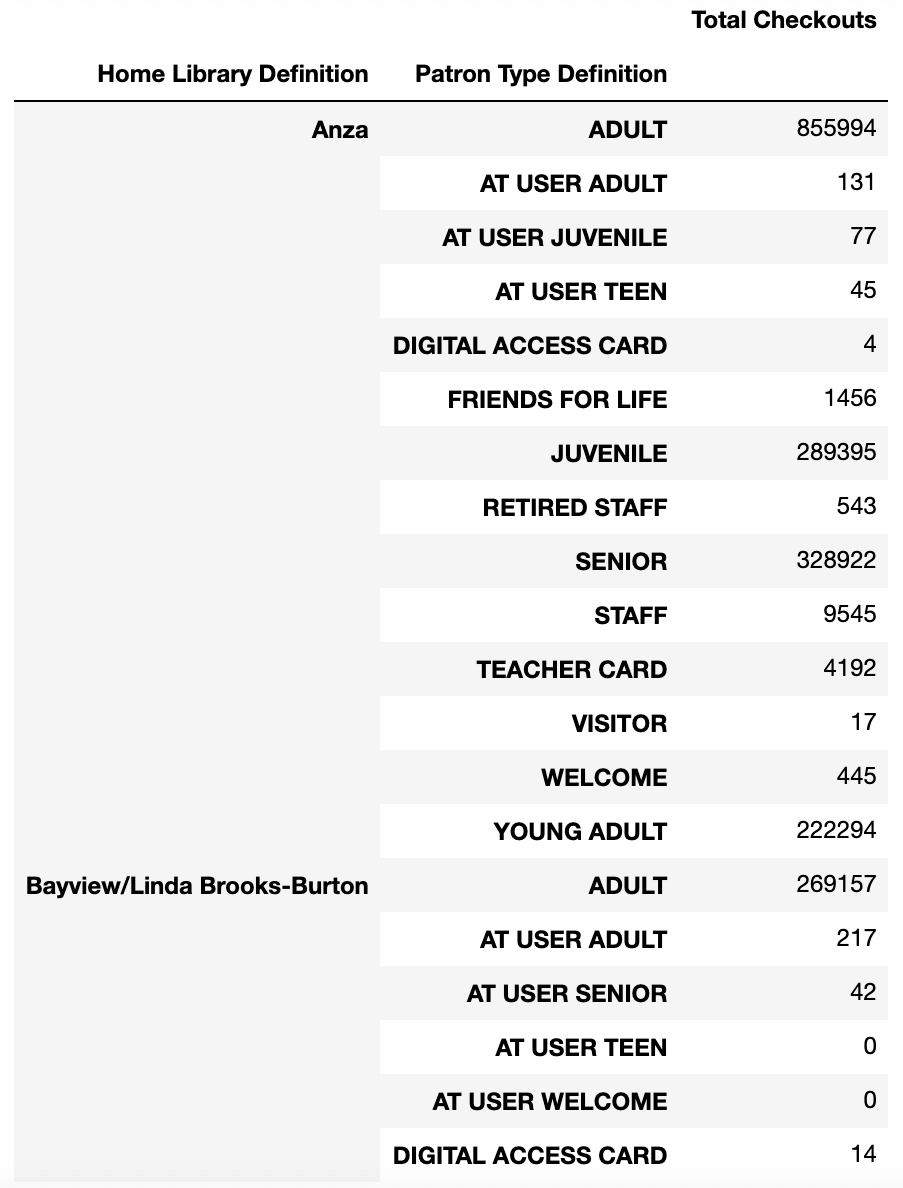 Total Checkouts
Home Library Definition Patron Type Definition
Anza ADULT 855994
AT USER ADULT 131
AT USER JUVENILE 77
AT USER TEEN 45
DIGITAL ACCESS CARD 4
FRIENDS FOR LIFE 1456
JUVENILE 289395
RETIRED STAFF 543
SENIOR 328922
STAFF 9545
TEACHER CARD 4192
VISITOR 17
WELCOME 445
YOUNG ADULT 222294
Bayview/Linda Brooks-Burton ADULT 269157
AT USER ADULT 217
AT USER SENIOR 42
AT USER TEEN 0
AT USER WELCOME 0
DIGITAL ACCESS CARD 14